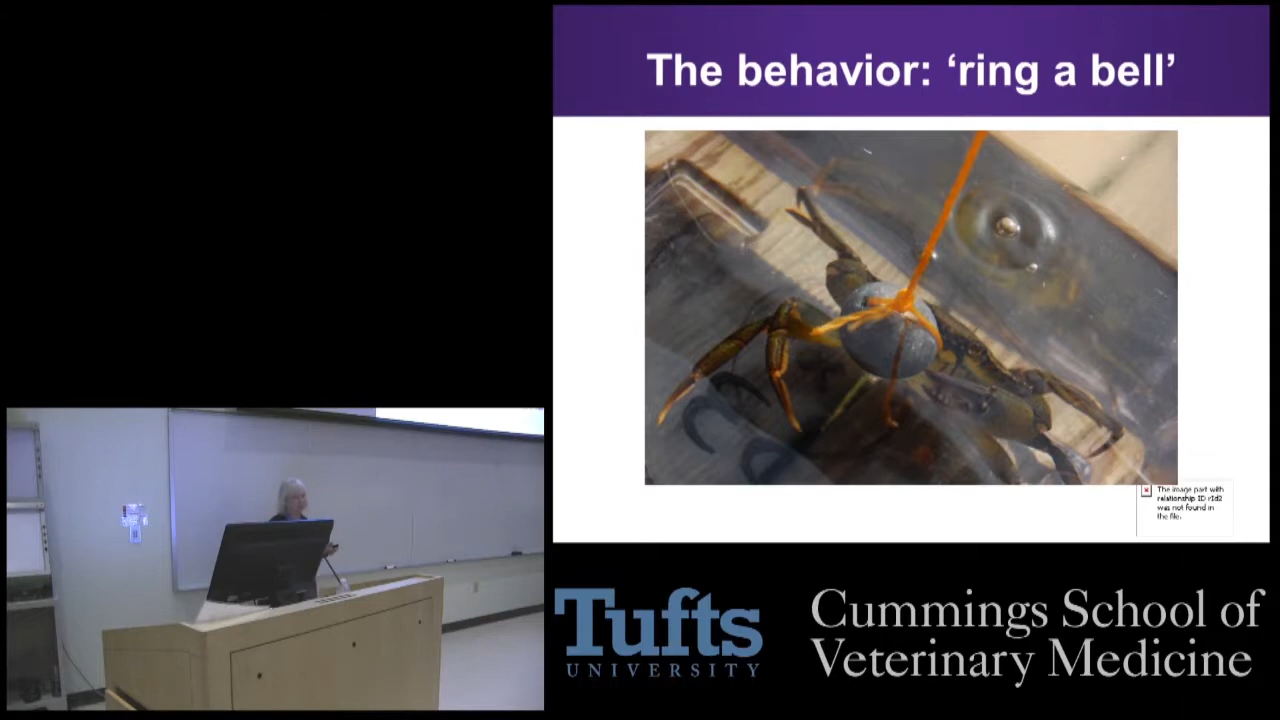 The behavior: ‘ring a bell’
The image part with
relationship ID rId2
was not found in
the file.
Tufts
UNIVERSITY
Cummings School of
Veterinary Medicine